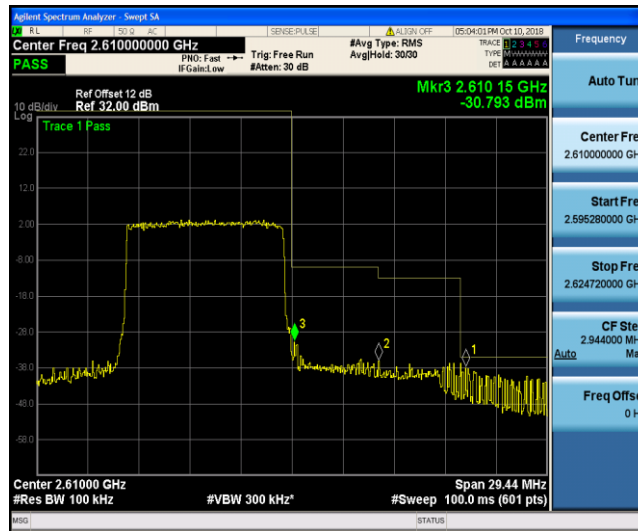 Agilent Spectrum Analyzer - Swept SA
RL RF 50 Ω AC SENSE:PULSE ALIGN OFF 05:04:01 PM Oct 10, 2018
Center Freq 2.610000000 GHz
PASS
PNO: Fast
IFGain:Low
Trig: Free Run
#Atten: 30 dB
#Avg Type: RMS
Avg|Hold: 30/30
TRACE 1 2 3 4 5 6
TYPE M
DET A A A A A A
Ref Offset 12 dB
Ref 32.00 dBm
10 dB/div
Log
Mkr3 2.610 15 GHz
-30.793 dBm
Trace 1 Pass
22.0
12.0
2.00
-8.00
-18.0
-28.0
-38.0
-48.0
-58.0
3
2
1
Center 2.61000 GHz
Span 29.44 MHz
#Res BW 100 kHz
#VBW 300 kHz*
#Sweep 100.0 ms (601 pts)
MSG
STATUS
Frequency
Auto Tun
Center Fre
2.610000000 GH
Start Fre
2.595280000 GH
Stop Fre
2.624720000 GH
CF Ste
2.944000 MH
Auto Ma
Freq Offse
0 H